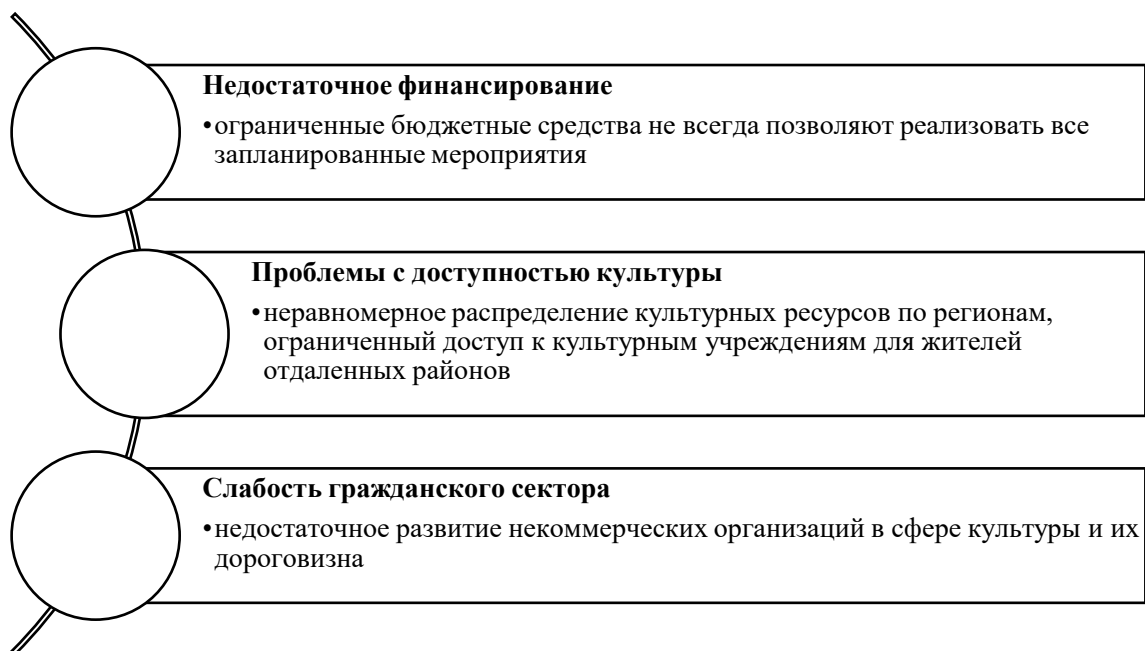 Недостаточное финансирование
•ограниченные бюджетные средства не всегда позволяют реализовать все
запланированные мероприятия
Проблемы с доступностью культуры
•неравномерное распределение культурных ресурсов по регионам,
ограниченный доступ к культурным учреждениям для жителей
отдаленных районов
Слабость гражданского сектора
•недостаточное развитие некоммерческих организаций в сфере культуры и их
дороговизна